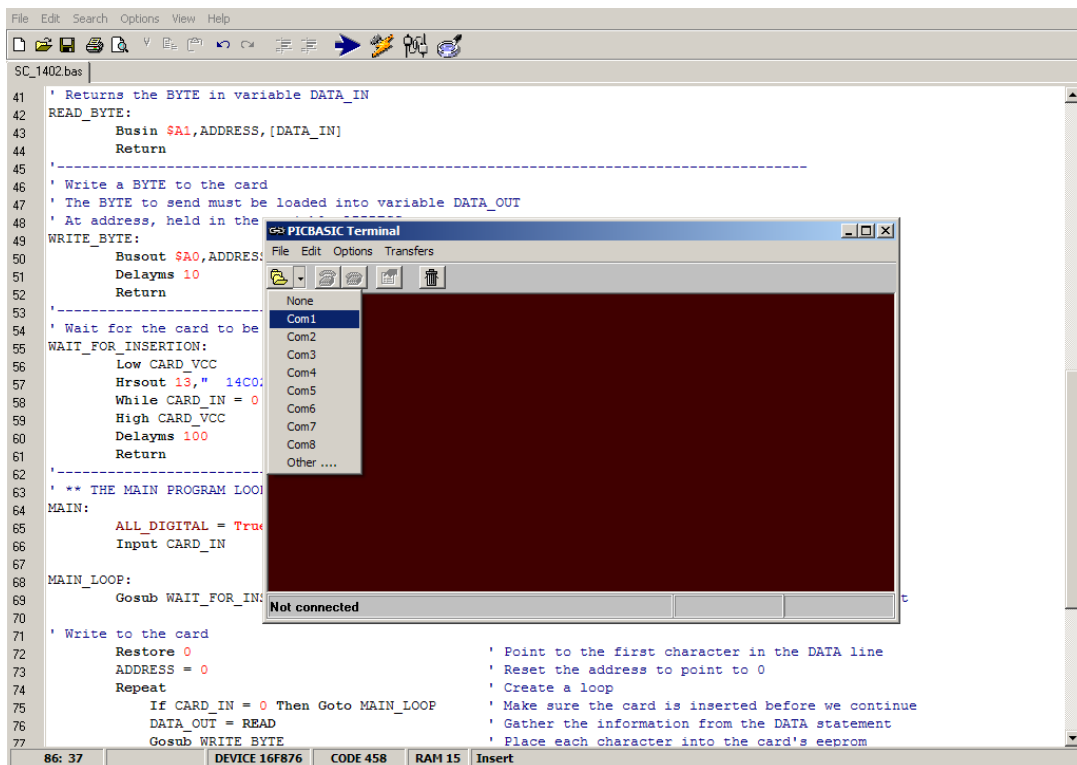 File Edit Search Options View Help
SC_1402.bas
41 ' Returns the BYTE in variable DATA_IN
42 READ_BYTE:
43 Busin $A1,ADDRESS,[DATA_IN]
44 Return
45 '-----------------------------------------------------------------------------------------
46 ' Write a BYTE to the card
47 ' The BYTE to send must be loaded into variable DATA_OUT
48 ' At address, held in the
49 WRITE_BYTE:
50 Busout $A0,ADDRES
51 Delayms 10
52 Return
53 '-------------------------
54 ' Wait for the card to be
55 WAIT_FOR_INSERTION:
56 Low CARD_VCC
57 Hrsout 13,"  14C0
58 While CARD_IN = 0
59 High CARD_VCC
60 Delayms 100
61 Return
62 '-------------------------
63 ' ** THE MAIN PROGRAM LOO
64 MAIN:
65 ALL_DIGITAL = True
66 Input CARD_IN
67
68 MAIN_LOOP:
69 Gosub WAIT_FOR_IN t
70
71 ' Write to the card
72 Restore 0 ' Point to the first character in the DATA line
73 ADDRESS = 0 ' Reset the address to point to 0
74 Repeat ' Create a loop
75 If CARD_IN = 0 Then Goto MAIN_LOOP ' Make sure the card is inserted before we continue
76 DATA_OUT = READ ' Gather the information from the DATA statement
77 Gosub WRITE_BYTE ' Place each character into the card's eeprom
PICBASIC Terminal
File Edit Options Transfers
None
Com1
Com2
Com3
Com4
Com5
Com6
Com7
Com8
Other ....
Not connected
86: 37 DEVICE 16F876 CODE 458 RAM 15 Insert